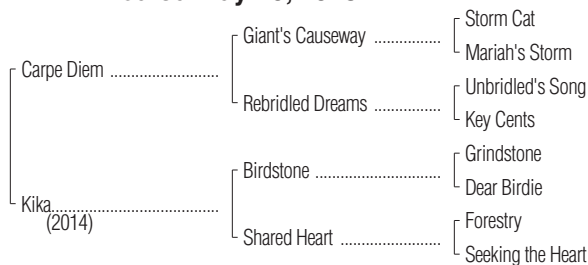 Storm Cat
Giant's Causeway ................
Mariah's Storm
Carpe Diem ......................
Unbridled's Song
Rebridled Dreams ................
Key Cents
Grindstone
Birdstone .......................
Dear Birdie
Kika..................................
(2014)
Forestry
Shared Heart ...................
Seeking the Heart